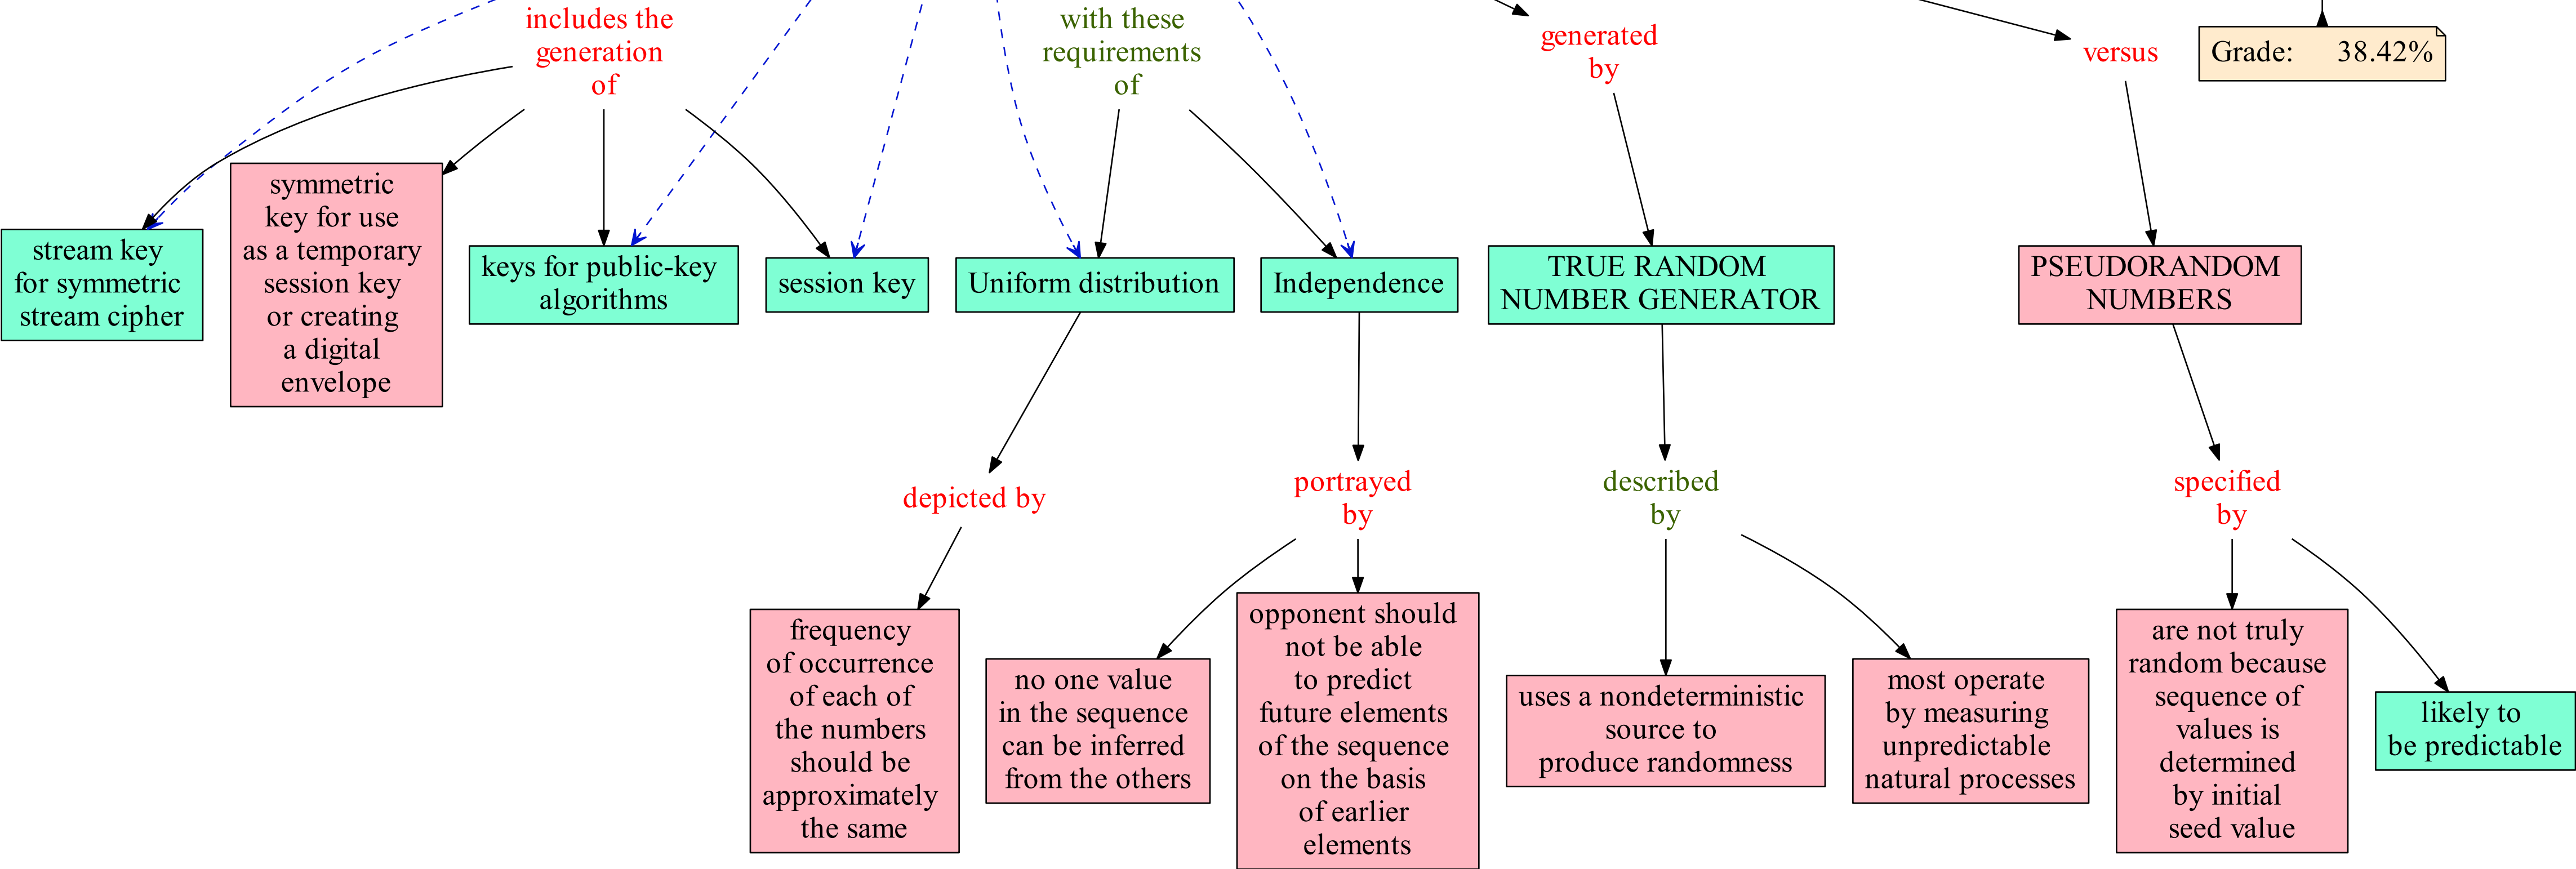 includes the
generation
of
with these
requirements
of
generated
by
versus
Grade: 38.42%
stream key
for symmetric
stream cipher
symmetric
key for use
as a temporary
session key
or creating
a digital
envelope
keys for public-key
algorithms
session key
Uniform distribution
Independence
TRUE RANDOM
NUMBER GENERATOR
PSEUDORANDOM
NUMBERS
depicted by
portrayed
by
described
by
specified
by
frequency
of occurrence
of each of
the numbers
should be
approximately
the same
no one value
in the sequence
can be inferred
from the others
opponent should
not be able
to predict
future elements
of the sequence
on the basis
of earlier
elements
uses a nondeterministic
source to
produce randomness
most operate
by measuring
unpredictable
natural processes
are not truly
random because
sequence of
values is
determined
by initial
seed value
likely to
be predictable